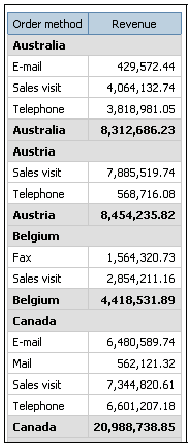 Order method Revenue
Australia
E-mail 429,572.44
Sales visit 4,064,132.74
Telephone 3,818,981.05
Australia 8,312,686.23
Austria
Sales visit 7,885,519.74
Telephone 568,716.08
Austria 8,454,235.82
Belgium
Fax 1,564,320.73
Sales visit 2,854,211.16
Belgium 4,418,531.89
Canada
E-mail 6,480,589.74
Mail 562,121.32
Sales visit 7,344,820.61
Telephone 6,601,207.18
Canada 20,988,738.85